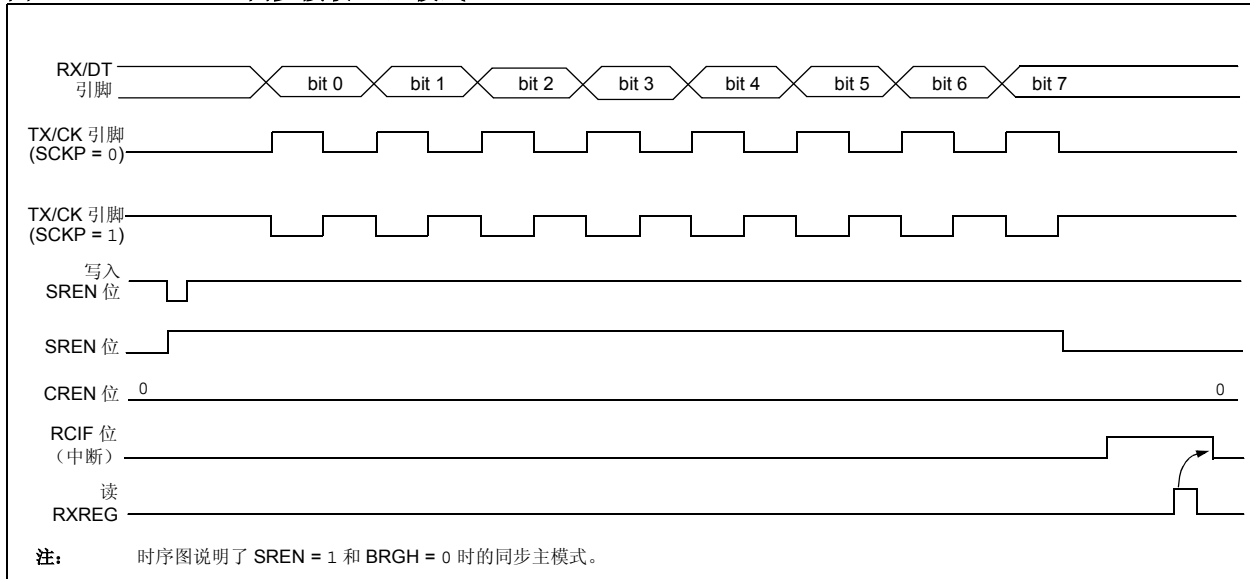 RX/DT
引脚
bit 0 bit 1 bit 2 bit 3 bit 4 bit 5 bit 6 bit 7
TX/CK 引脚
(SCKP = 0)
TX/CK 引脚
(SCKP = 1)
写入
SREN 位
SREN 位
CREN 位 0 0
RCIF 位
（中断）
读
RXREG
注： 时序图说明了 SREN = 1 和 BRGH = 0 时的同步主模式。